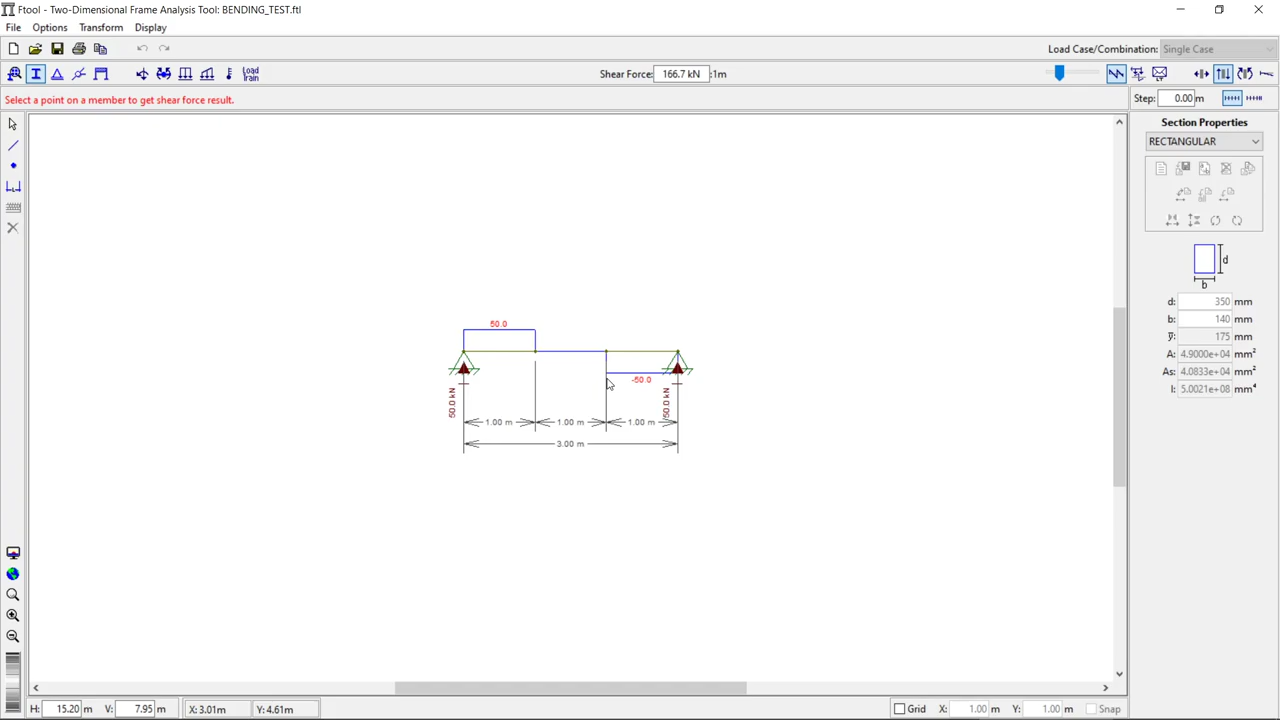 Ftool - Two-Dimensional Frame Analysis Tool: BENDING_TEST.ftl
File Options Transform Display
Load Case/Combination: Single Case
Load Train
Shear Force: 166.7 kN :1m
Select a point on a member to get shear force result.
Step: 0.00 m
Section Properties
RECTANGULAR
d
b
d: 350 mm
b: 140 mm
y: 175 mm
A: 4.9000e+04 mm²
As: 4.0833e+04 mm²
I: 5.0021e+08 mm⁴
50.0
-50.0
50.0 kN
50.0 kN
1.00 m 1.00 m 1.00 m
3.00 m
H: 15.20 m V: 7.95 m X: 3.01m Y: 4.61m Grid X: 1.00 m Y: 1.00 m Snap